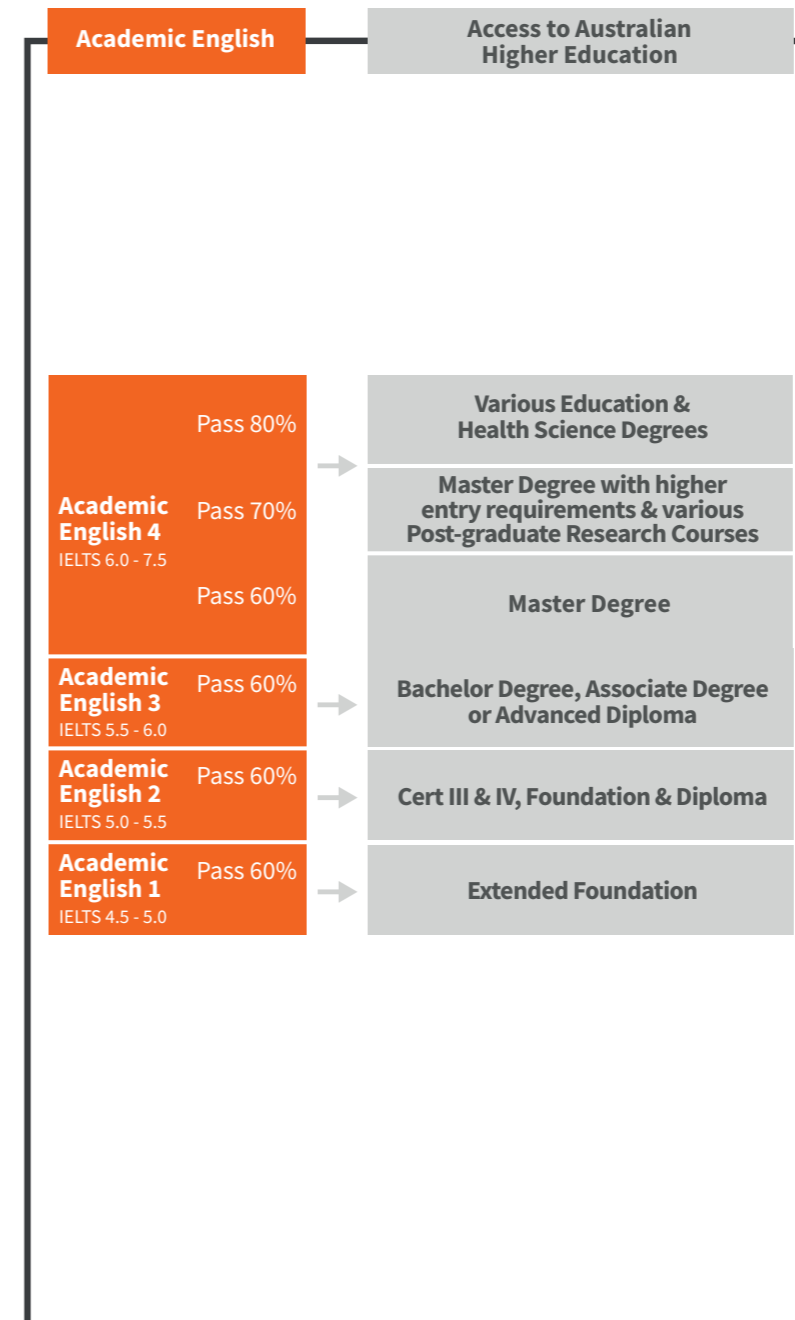 Academic English
Access to Australian
Higher Education
Pass 80%
Various Education &
Health Science Degrees
Academic
English 4
IELTS 6.0 - 7.5
Pass 70%
Master Degree with higher
entry requirements & various
Post-graduate Research Courses
Pass 60%
Master Degree
Academic
English 3
IELTS 5.5 - 6.0
Pass 60%
Bachelor Degree, Associate Degree
or Advanced Diploma
Academic
English 2
IELTS 5.0 - 5.5
Pass 60%
Cert III & IV, Foundation & Diploma
Academic
English 1
IELTS 4.5 - 5.0
Pass 60%
Extended Foundation